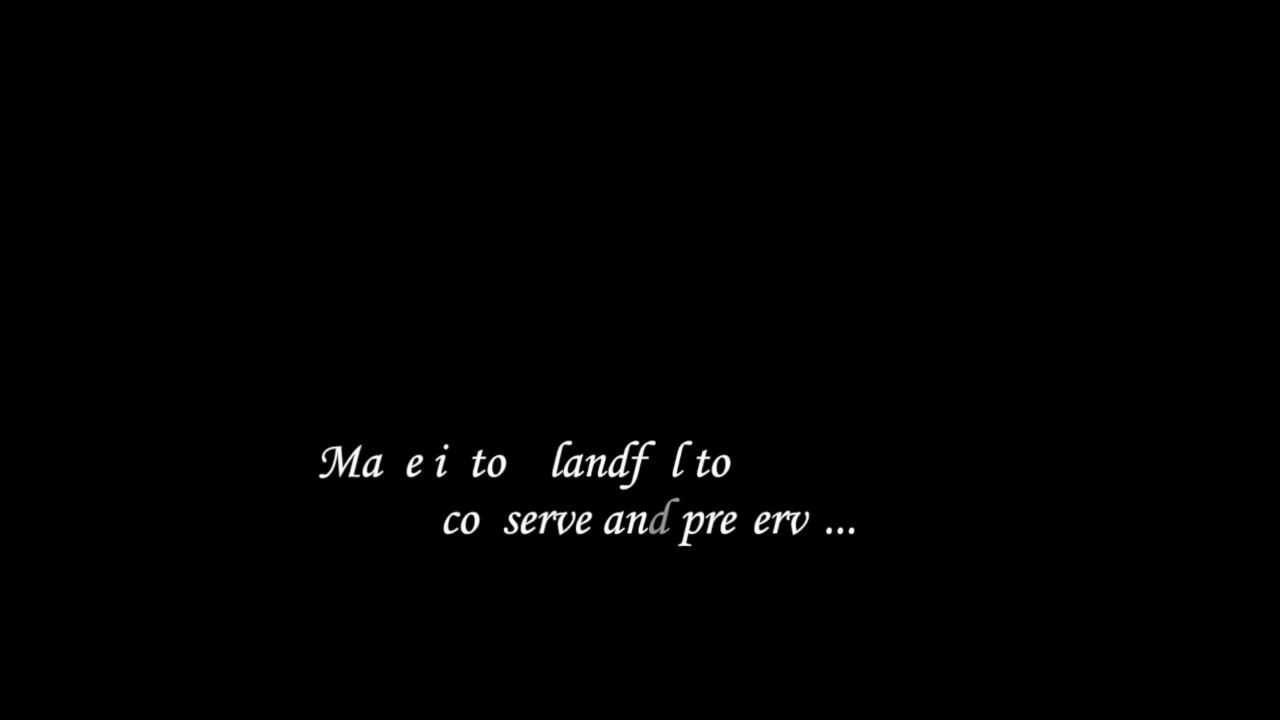 Ma e i to landf l to
co serve and pre erv ...